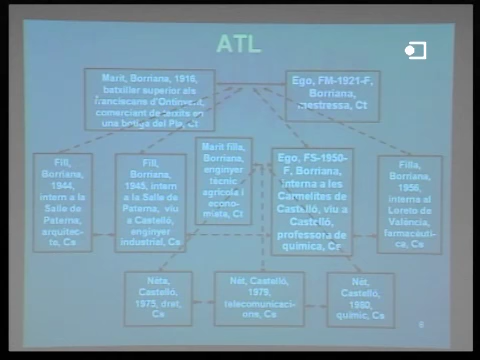 ATL
Marit, Borriana, 1916,
batxiller superior als
franciscans d'Ontinyent,
comerciant de teixits en
una botiga del Pla, Ct
Ego, FM-1921-F,
Borriana,
mestressa, Ct
Fill,
Borriana,
1944,
intern a la
Salle de
Paterna,
arquitec-
te, Cs
Fill,
Borriana,
1945, intern
a la Salle de
Paterna, viu
a Castelló,
enginyer
industrial, Cs
Marit filla,
Borriana,
enginyer
tècnic
agrícola i
econo-
mista, Ct
Ego, FS-1950-
F, Borriana,
interna a les
Carmelites de
Castelló, viu a
Castelló,
professora de
química, Cs
Filla,
Borriana,
1956,
interna al
Loreto de
València,
farmacèuti-
ca, Cs
Néta,
Castelló,
1975, dret,
Cs
Nét, Castelló,
1979,
telecomunicaci-
ons, Cs
Nét,
Castelló,
1980,
químic, Cs
6